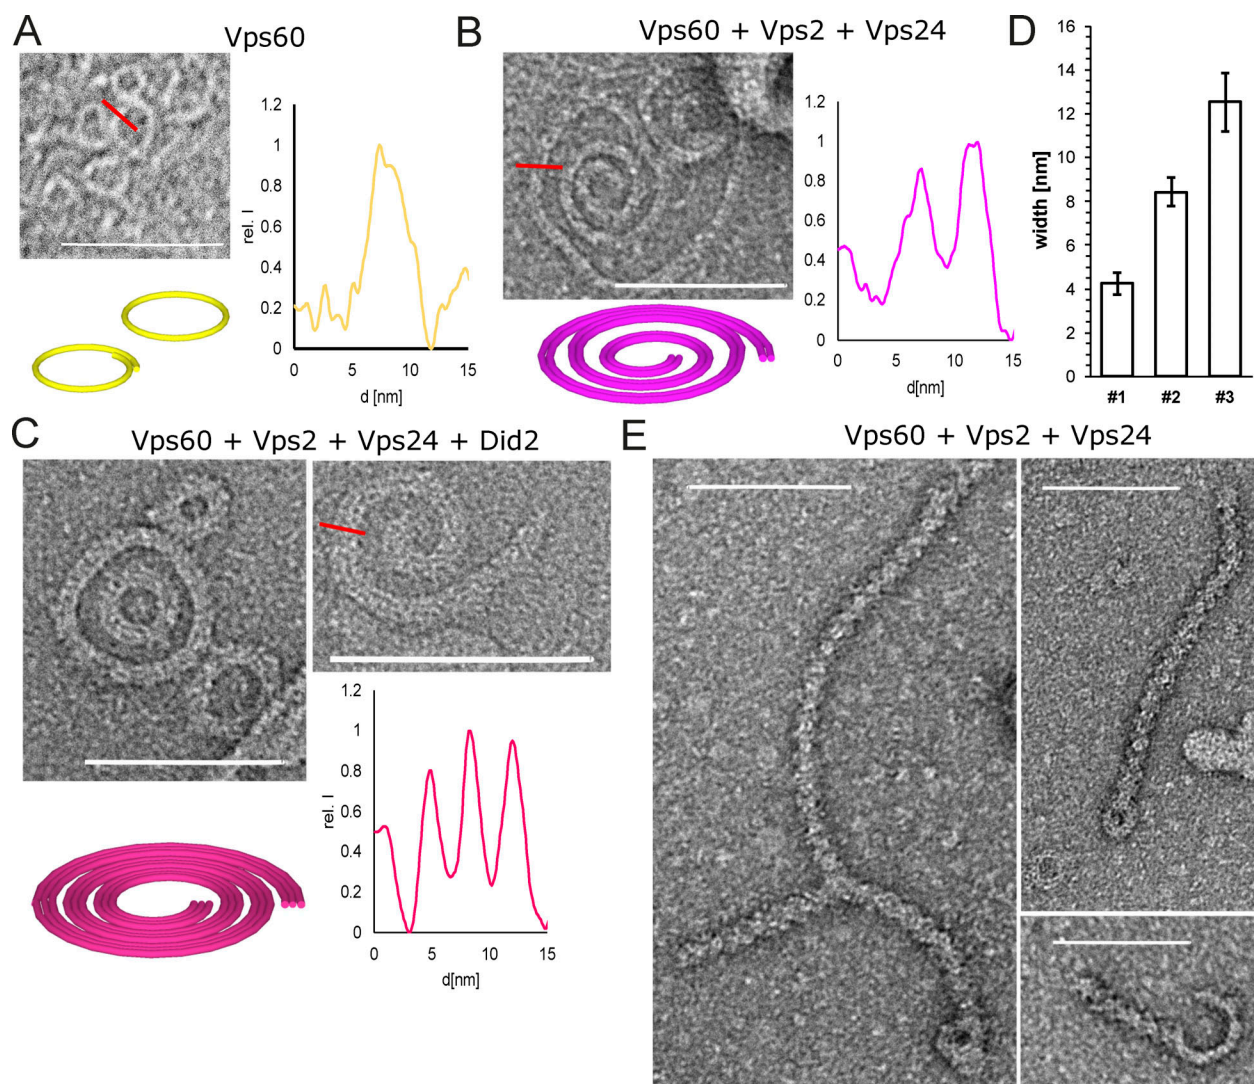 A
Vps60
1.2
1
0.8
0.6
0.4
0.2
0
rel. I
0 5 10 15
d [nm]
B
Vps60 + Vps2 + Vps24
1.2
1
0.8
0.6
0.4
0.2
0
0 5 10 15
d[nm]
D
16
14
12
10
8
6
4
2
0
width [nm]
#1 #2 #3
C
Vps60 + Vps2 + Vps24 + Did2
1.2
1
0.8
0.6
0.4
0.2
0
rel. I
0 5 10 15
d[nm]
E
Vps60 + Vps2 + Vps24